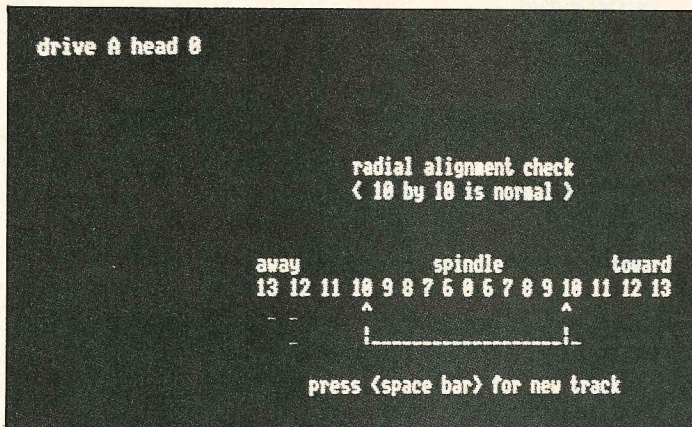 drive A head 0
radial alignment check
< 10 by 10 is normal >
away spindle toward
13 12 11 10 9 8 7 6 0 6 7 8 9 10 11 12 13
^ ^
_ _
_ !____________________!_
press <space bar> for new track